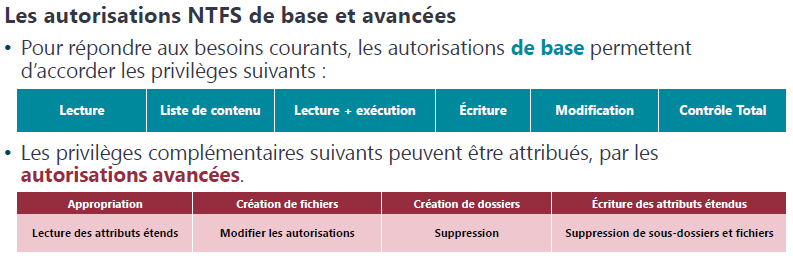 Les autorisations NTFS de base et avancées
• Pour répondre aux besoins courants, les autorisations de base permettent
d'accorder les privilèges suivants :
Lecture Liste de contenu Lecture + exécution Écriture Modification Contrôle Total
• Les privilèges complémentaires suivants peuvent être attribués, par les
autorisations avancées.
Appropriation Création de fichiers Création de dossiers Écriture des attributs étendus
Lecture des attributs étends Modifier les autorisations Suppression Suppression de sous-dossiers et fichiers